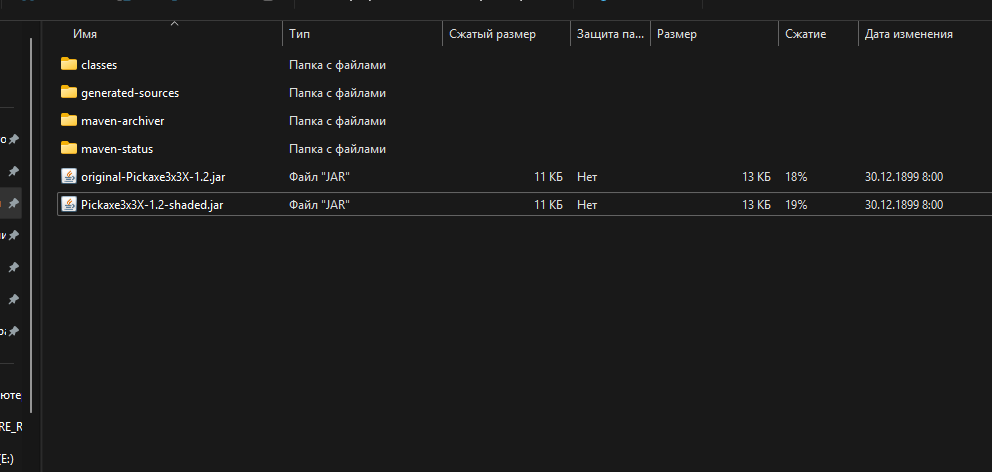 Имя Тип Сжатый размер Защита па... Размер Сжатие Дата изменения
classes Папка с файлами
generated-sources Папка с файлами
maven-archiver Папка с файлами
maven-status Папка с файлами
original-Pickaxe3x3X-1.2.jar Файл "JAR" 11 КБ Нет 13 КБ 18% 30.12.1899 8:00
Pickaxe3x3X-1.2-shaded.jar Файл "JAR" 11 КБ Нет 13 КБ 19% 30.12.1899 8:00
юте
RE_R
E:)